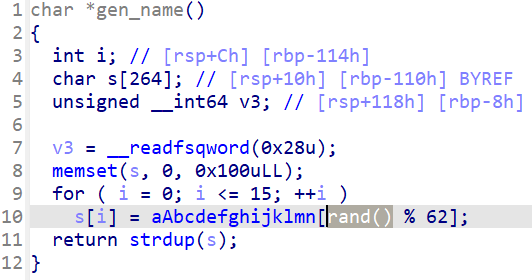 1 char *gen_name()
2 {
3   int i; // [rsp+Ch] [rbp-114h]
4   char s[264]; // [rsp+10h] [rbp-110h] BYREF
5   unsigned __int64 v3; // [rsp+118h] [rbp-8h]
6
7   v3 = __readfsqword(0x28u);
8   memset(s, 0, 0x100uLL);
9   for ( i = 0; i <= 15; ++i )
10     s[i] = aAbcdefghijklmn[rand() % 62];
11   return strdup(s);
12 }